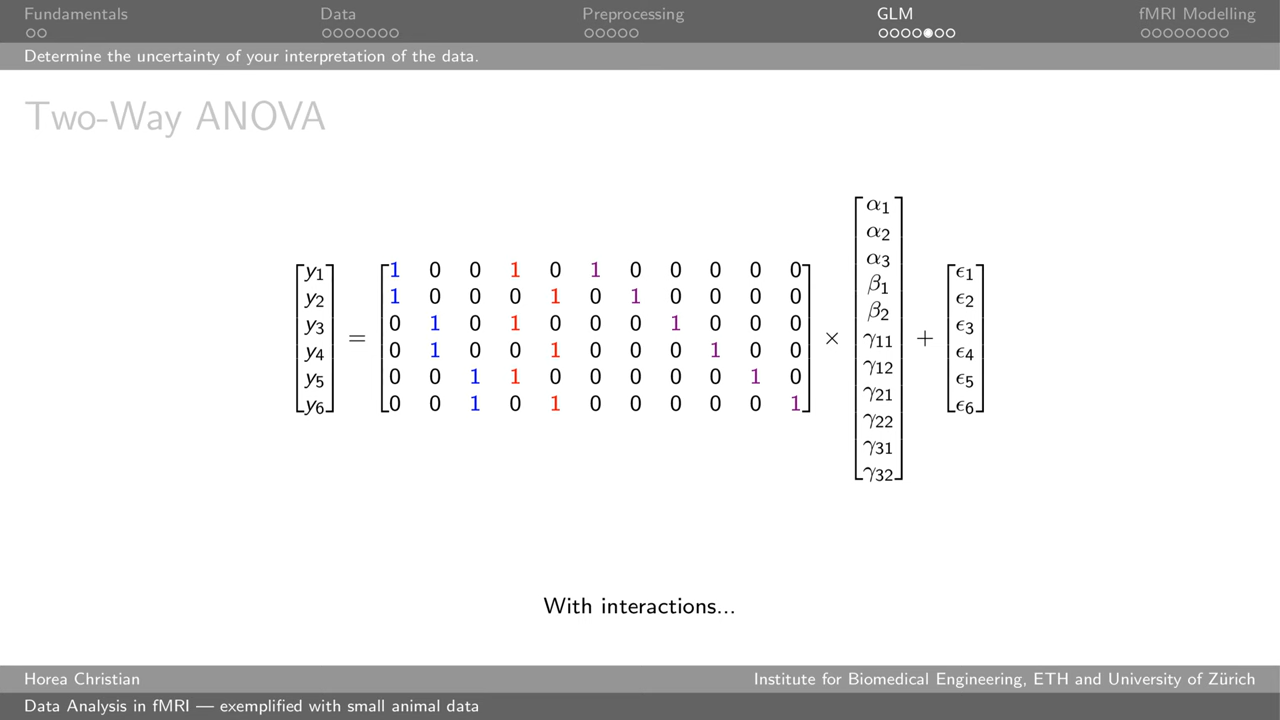 Fundamentals Data Preprocessing GLM fMRI Modelling
Determine the uncertainty of your interpretation of the data.
Two-Way ANOVA
y1 1 0 0 1 0 1 0 0 0 0 0 α1 ϵ1
y2 1 0 0 0 1 0 1 0 0 0 0 α2 ϵ2
y3 0 1 0 1 0 0 0 1 0 0 0 α3 ϵ3
y4 = 0 1 0 0 1 0 0 0 1 0 0 × β1 + ϵ4
y5 0 0 1 1 0 0 0 0 0 1 0 β2 ϵ5
y6 0 0 1 0 1 0 0 0 0 0 1 γ11 ϵ6
γ12
γ21
γ22
γ31
γ32
With interactions...
Horea Christian Institute for Biomedical Engineering, ETH and University of Zürich
Data Analysis in fMRI — exemplified with small animal data